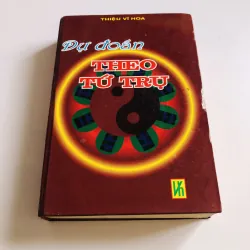 THIỆU VĨ HOA
Dự đoán
THEO
TỨ TRỤ